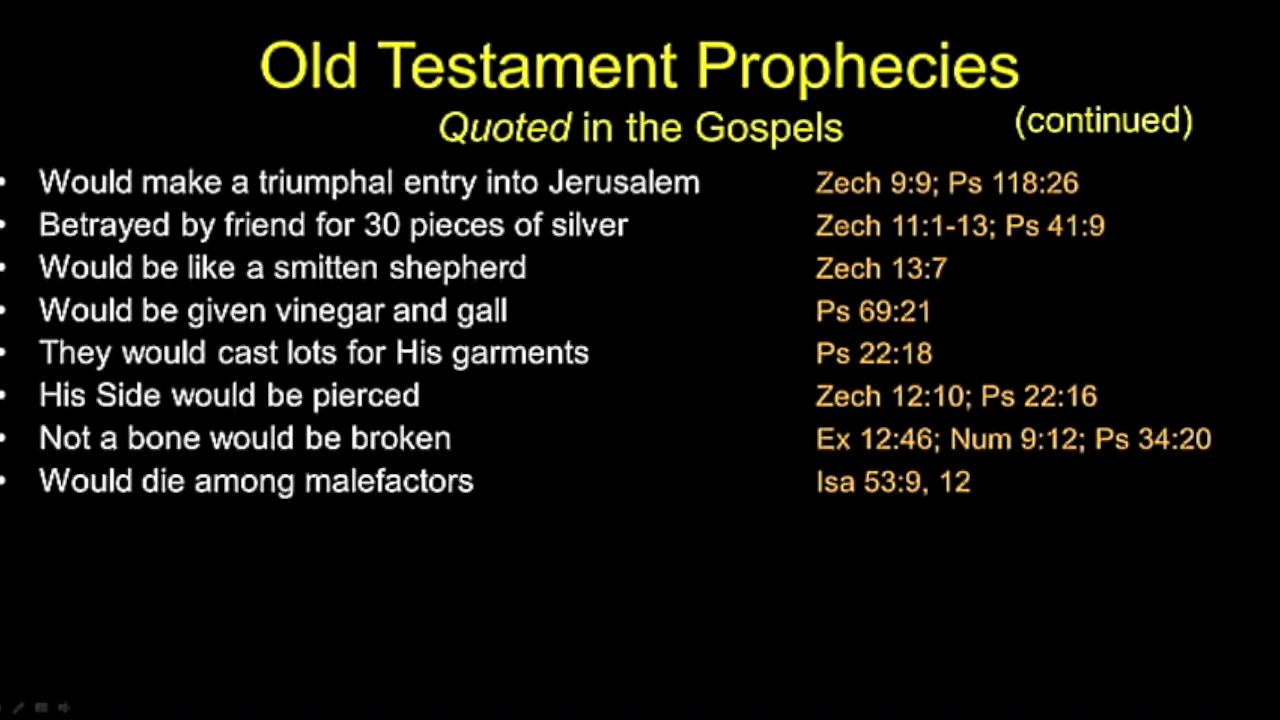 Old Testament Prophecies
Quoted in the Gospels (continued)
• Would make a triumphal entry into Jerusalem Zech 9:9; Ps 118:26
• Betrayed by friend for 30 pieces of silver Zech 11:1-13; Ps 41:9
• Would be like a smitten shepherd Zech 13:7
• Would be given vinegar and gall Ps 69:21
• They would cast lots for His garments Ps 22:18
• His Side would be pierced Zech 12:10; Ps 22:16
• Not a bone would be broken Ex 12:46; Num 9:12; Ps 34:20
• Would die among malefactors Isa 53:9, 12